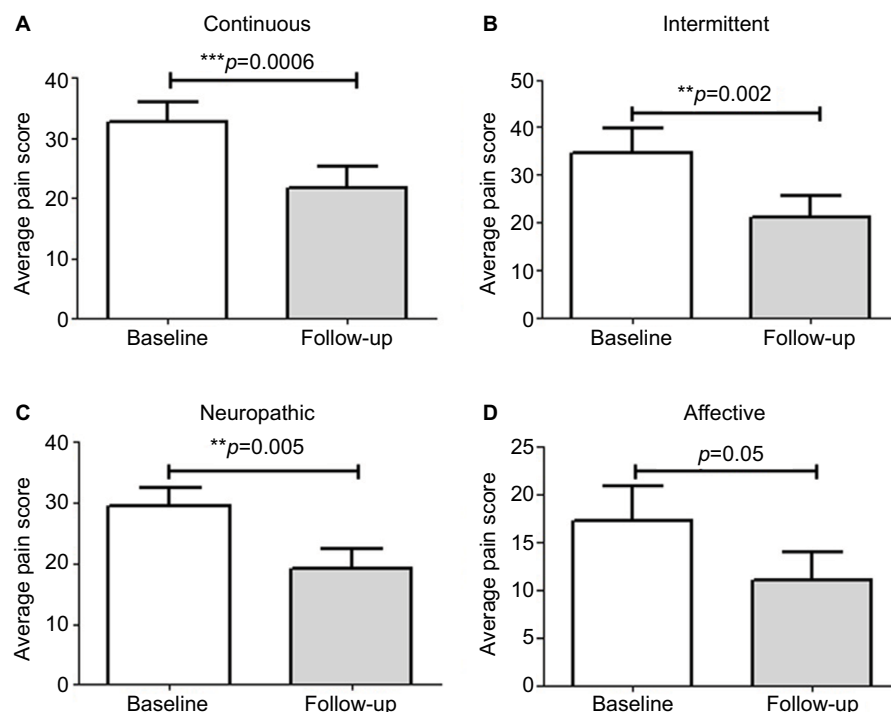 A
Continuous
***p=0.0006
Average pain score
40
30
20
10
0
Baseline
Follow-up
B
Intermittent
**p=0.002
Average pain score
50
40
30
20
10
0
Baseline
Follow-up
C
Neuropathic
**p=0.005
Average pain score
40
30
20
10
0
Baseline
Follow-up
D
Affective
p=0.05
Average pain score
25
20
15
10
5
0
Baseline
Follow-up